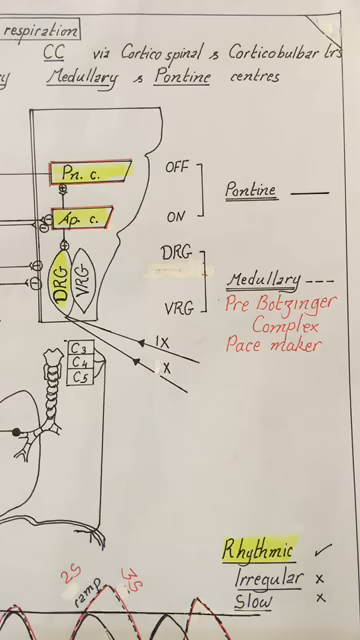 respiration
CC via Cortico spinal & Corticobulbar trs
Medullary & Pontine centres
Pn. c.
OFF
Pontine
Ap. c.
ON
DRG
VRG
DRG
Medullary
VRG
Pre Botzinger
Complex
Pace maker
IX
X
C3
C4
C5
Rhythmic ✓
Irregular x
Slow x
2S
ramp
3S